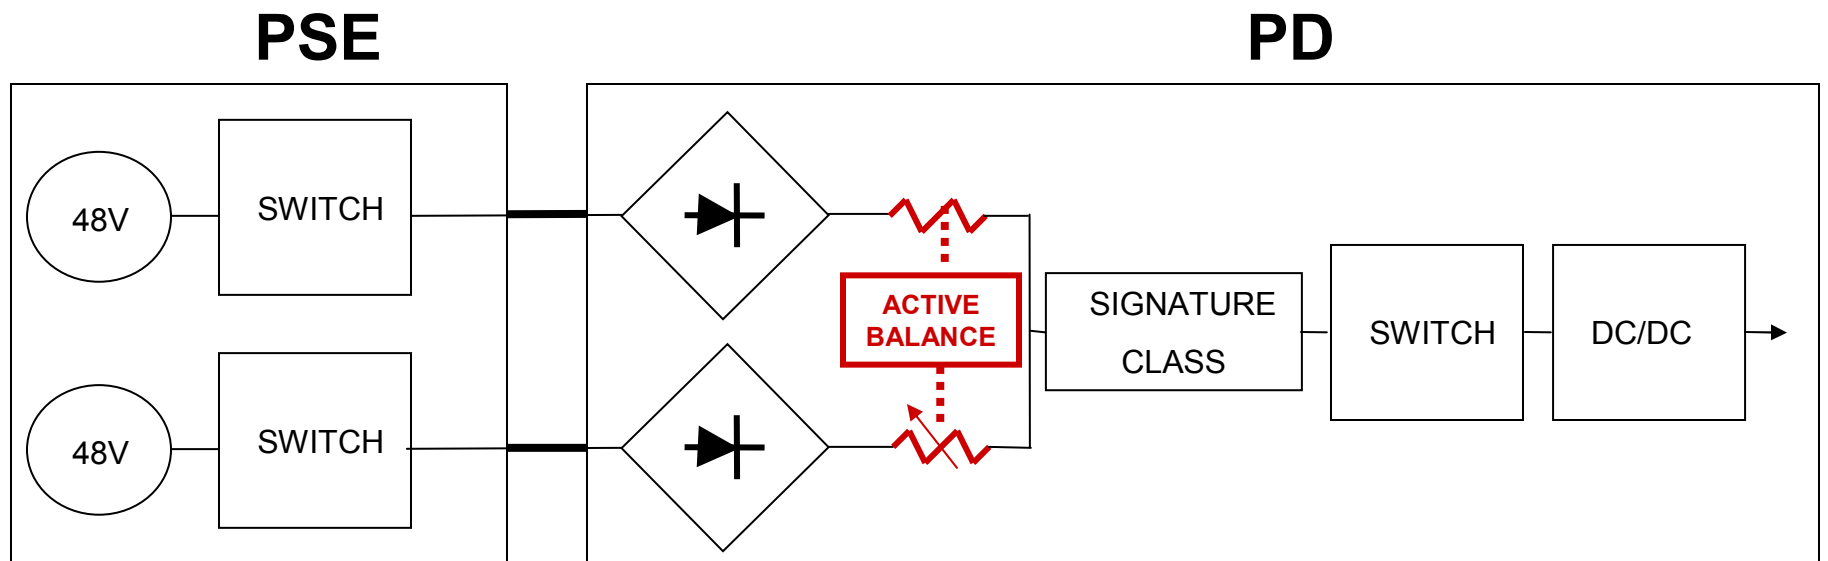 PSE
PD
48V
SWITCH
48V
SWITCH
ACTIVE
BALANCE
SIGNATURE
CLASS
SWITCH
DC/DC